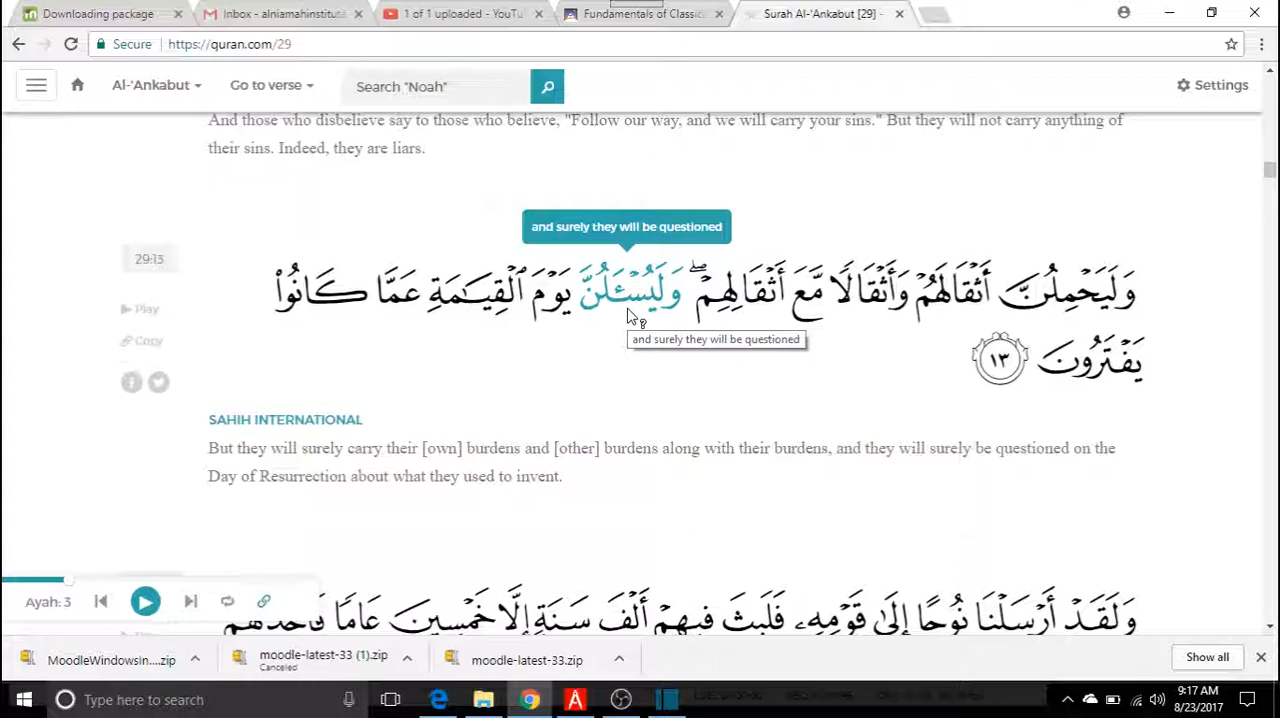 Downloading package
Inbox - alniamahinstitut
1 of 1 uploaded - YouTu
Fundamentals of Classic
Surah Al-'Ankabut [29] -
Secure https://quran.com/29
Al-'Ankabut Go to verse Search "Noah" Settings
And those who disbelieve say to those who believe, "Follow our way, and we will carry your sins." But they will not carry anything of
their sins. Indeed, they are liars.
and surely they will be questioned
29:13
وَلَيَحْمِلُنَّ أَثْقَالَهُمْ وَأَثْقَالًا مَّعَ أَثْقَالِهِمْ ۖ وَلَيُسْـَٔلُنَّ يَوْمَ ٱلْقِيَـٰمَةِ عَمَّا كَانُوا۟
Play
and surely they will be questioned
Copy
يَفْتَرُونَ ١٣
SAHIH INTERNATIONAL
But they will surely carry their [own] burdens and [other] burdens along with their burdens, and they will surely be questioned on the
Day of Resurrection about what they used to invent.
Ayah: 3
وَلَقَدْ أَرْسَلْنَا نُوحًا إِلَىٰ قَوْمِهِۦ فَلَبِثَ فِيهِمْ أَلْفَ سَنَةٍ إِلَّا خَمْسِينَ عَامًا فَأَخَذَهُمُ
MoodleWindowsIn....zip
moodle-latest-33 (1).zip
Canceled
moodle-latest-33.zip
Show all
Type here to search
9:17 AM
8/23/2017